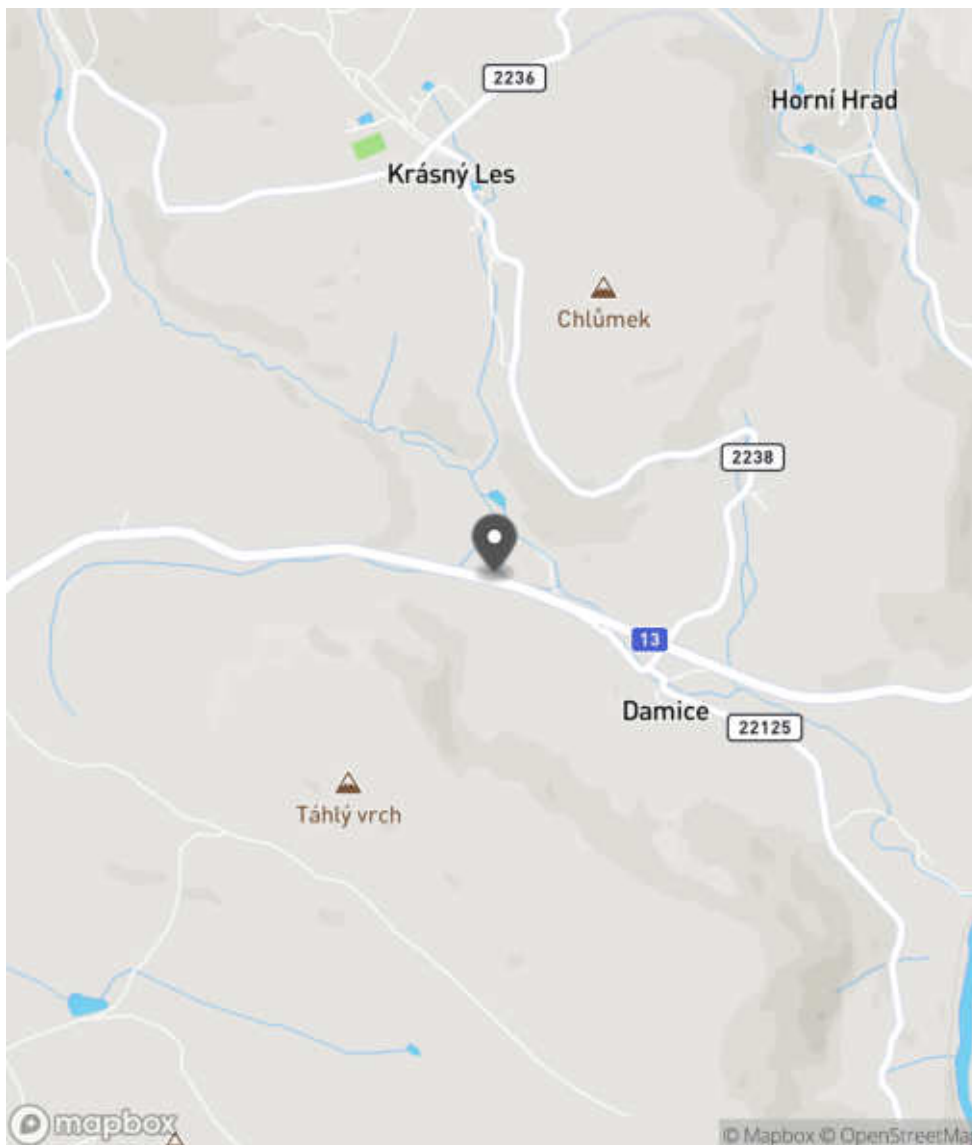 2236
Horní Hrad
Krásný Les
Chlůmek
2238
13
Damice
22125
Táhlý vrch
mapbox
© Mapbox © OpenStreetMa